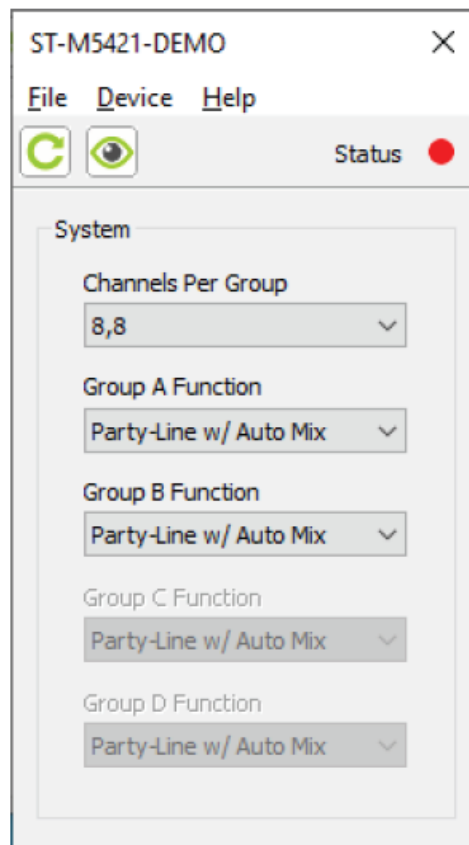 ST-M5421-DEMO
File Device Help
Status
System
Channels Per Group
8,8
Group A Function
Party-Line w/ Auto Mix
Group B Function
Party-Line w/ Auto Mix
Group C Function
Party-Line w/ Auto Mix
Group D Function
Party-Line w/ Auto Mix